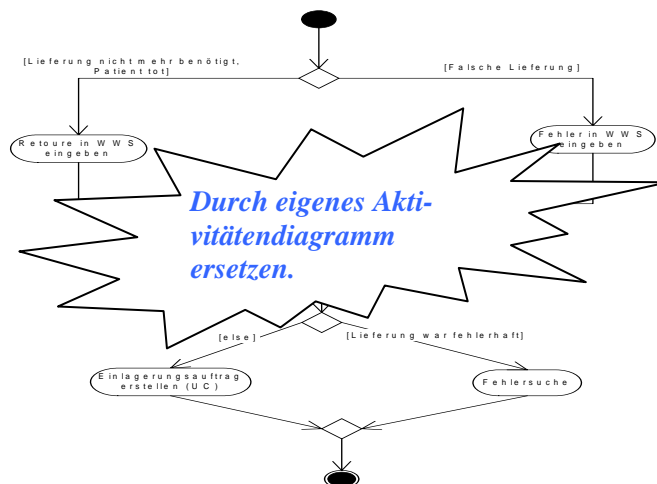 [Lieferung nicht mehr benötigt,
Patient tot]
[Falsche Lieferung]
Retoure in WWS
eingeben
Fehler in WWS
eingeben
Durch eigenes Akti-
vitätendiagramm
ersetzen.
[else]
[Lieferung war fehlerhaft]
Einlagerungsauftrag
erstellen (UC)
Fehlersuche